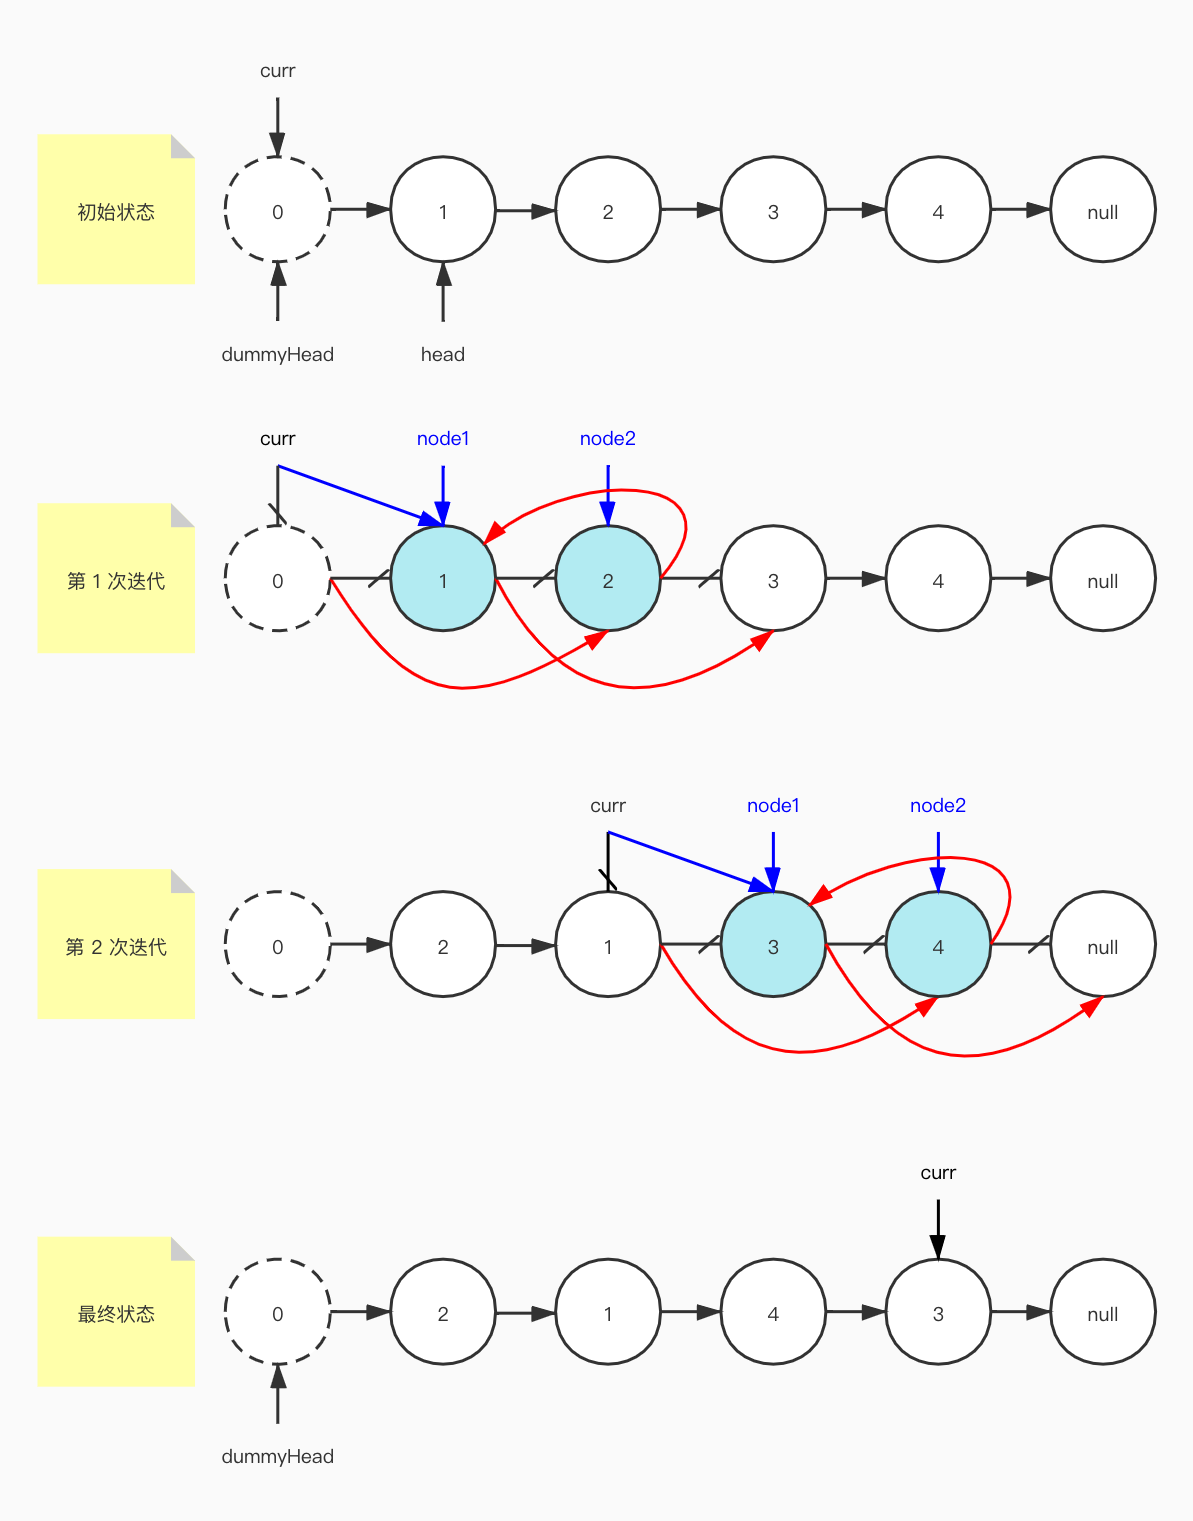 curr
初始状态
0
1
2
3
4
null
dummyHead
head
curr
node1
node2
第 1 次迭代
0
1
2
3
4
null
curr
node1
node2
第 2 次迭代
0
2
1
3
4
null
curr
最终状态
0
2
1
4
3
null
dummyHead